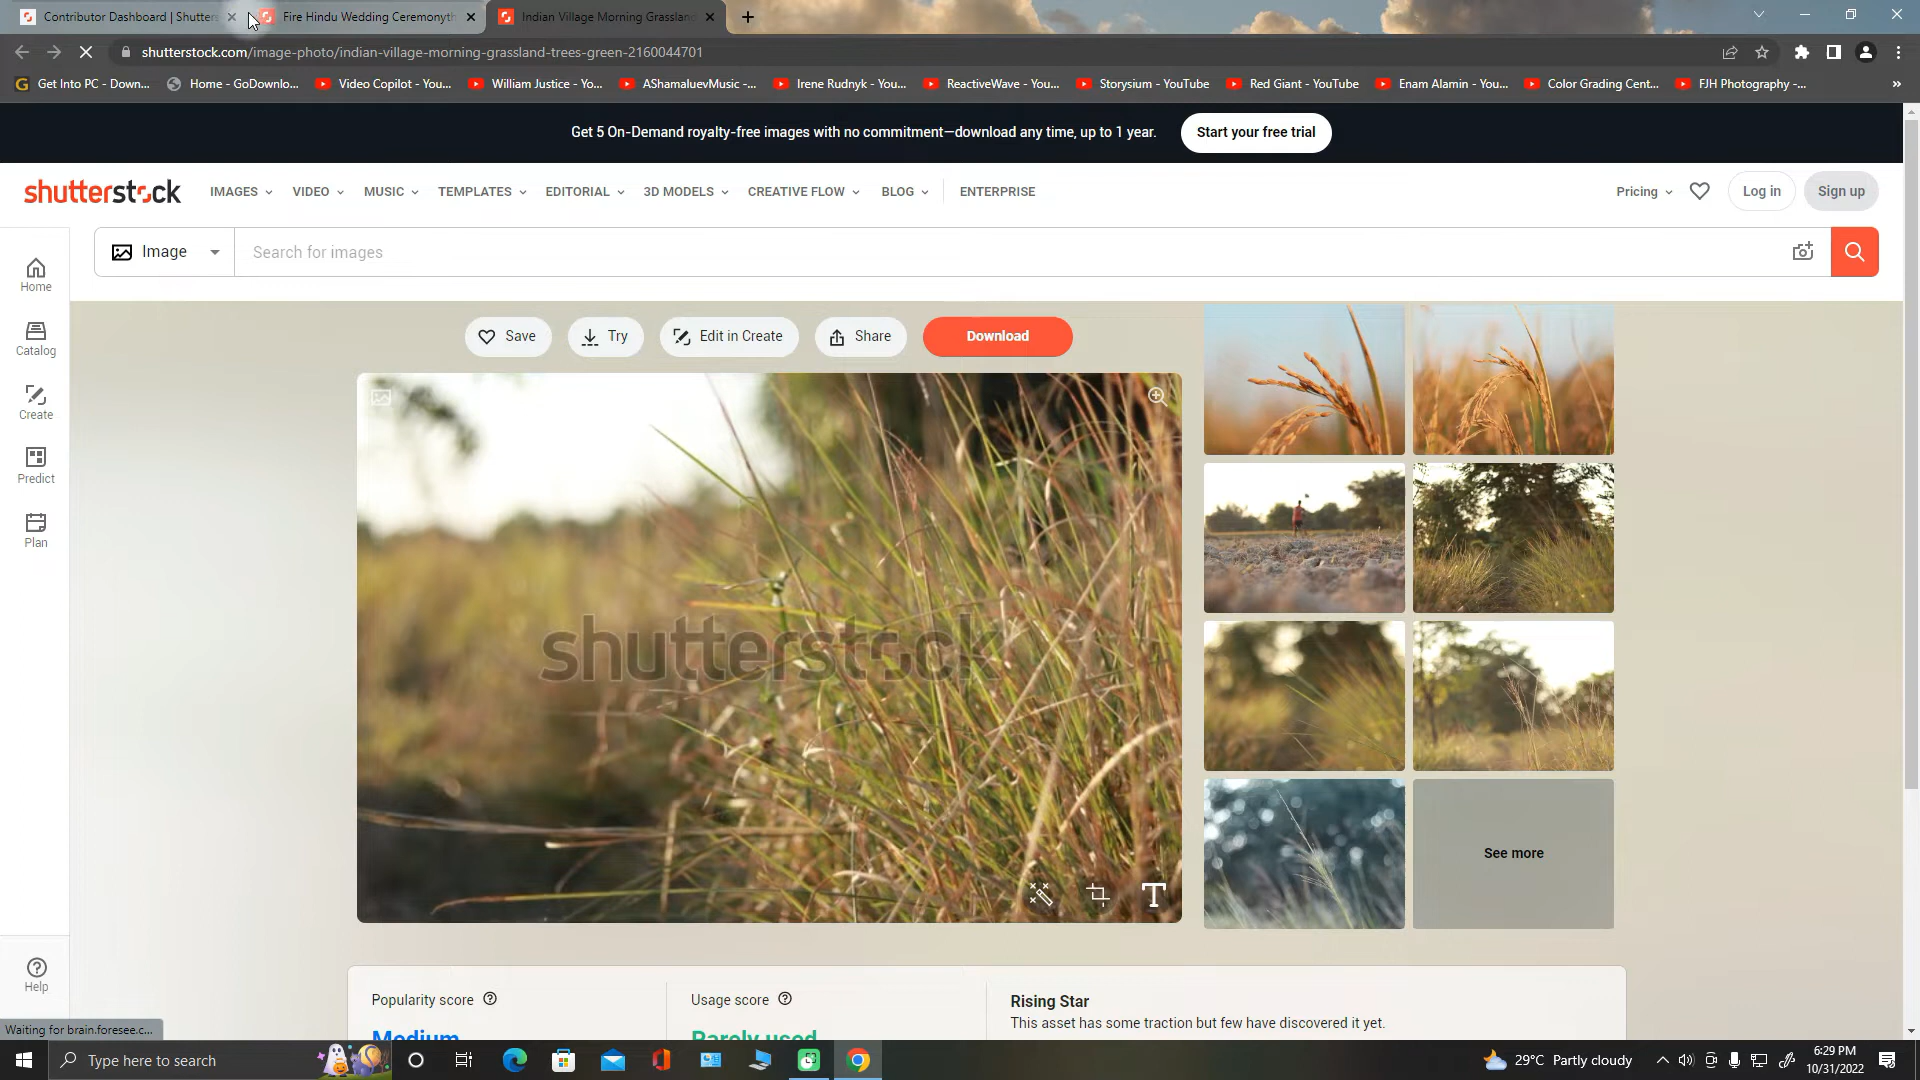 Contributor Dashboard | Shutters
Fire Hindu Wedding Ceremonyth
Indian Village Morning Grassland
shutterstock.com/image-photo/indian-village-morning-grassland-trees-green-2160044701
Get Into PC - Down...
Home - GoDownlo...
Video Copilot - You...
William Justice - Yo...
AShamaluevMusic -...
Irene Rudnyk - You...
ReactiveWave - You...
Storysium - YouTube
Red Giant - YouTube
Enam Alamin - You...
Color Grading Cent...
FJH Photography -...
»
Get 5 On-Demand royalty-free images with no commitment—download any time, up to 1 year.
Start your free trial
shutterstock
IMAGES
VIDEO
MUSIC
TEMPLATES
EDITORIAL
3D MODELS
CREATIVE FLOW
BLOG
ENTERPRISE
Pricing
Log in
Sign up
Image
Search for images
Home
Catalog
Create
Predict
Plan
Help
Save
Try
Edit in Create
Share
Download
shutterstock
See more
Popularity score
Medium
Usage score
Rarely used
Rising Star
This asset has some traction but few have discovered it yet.
Waiting for brain.foresee.c...
Type here to search
29°C Partly cloudy
6:29 PM
10/31/2022